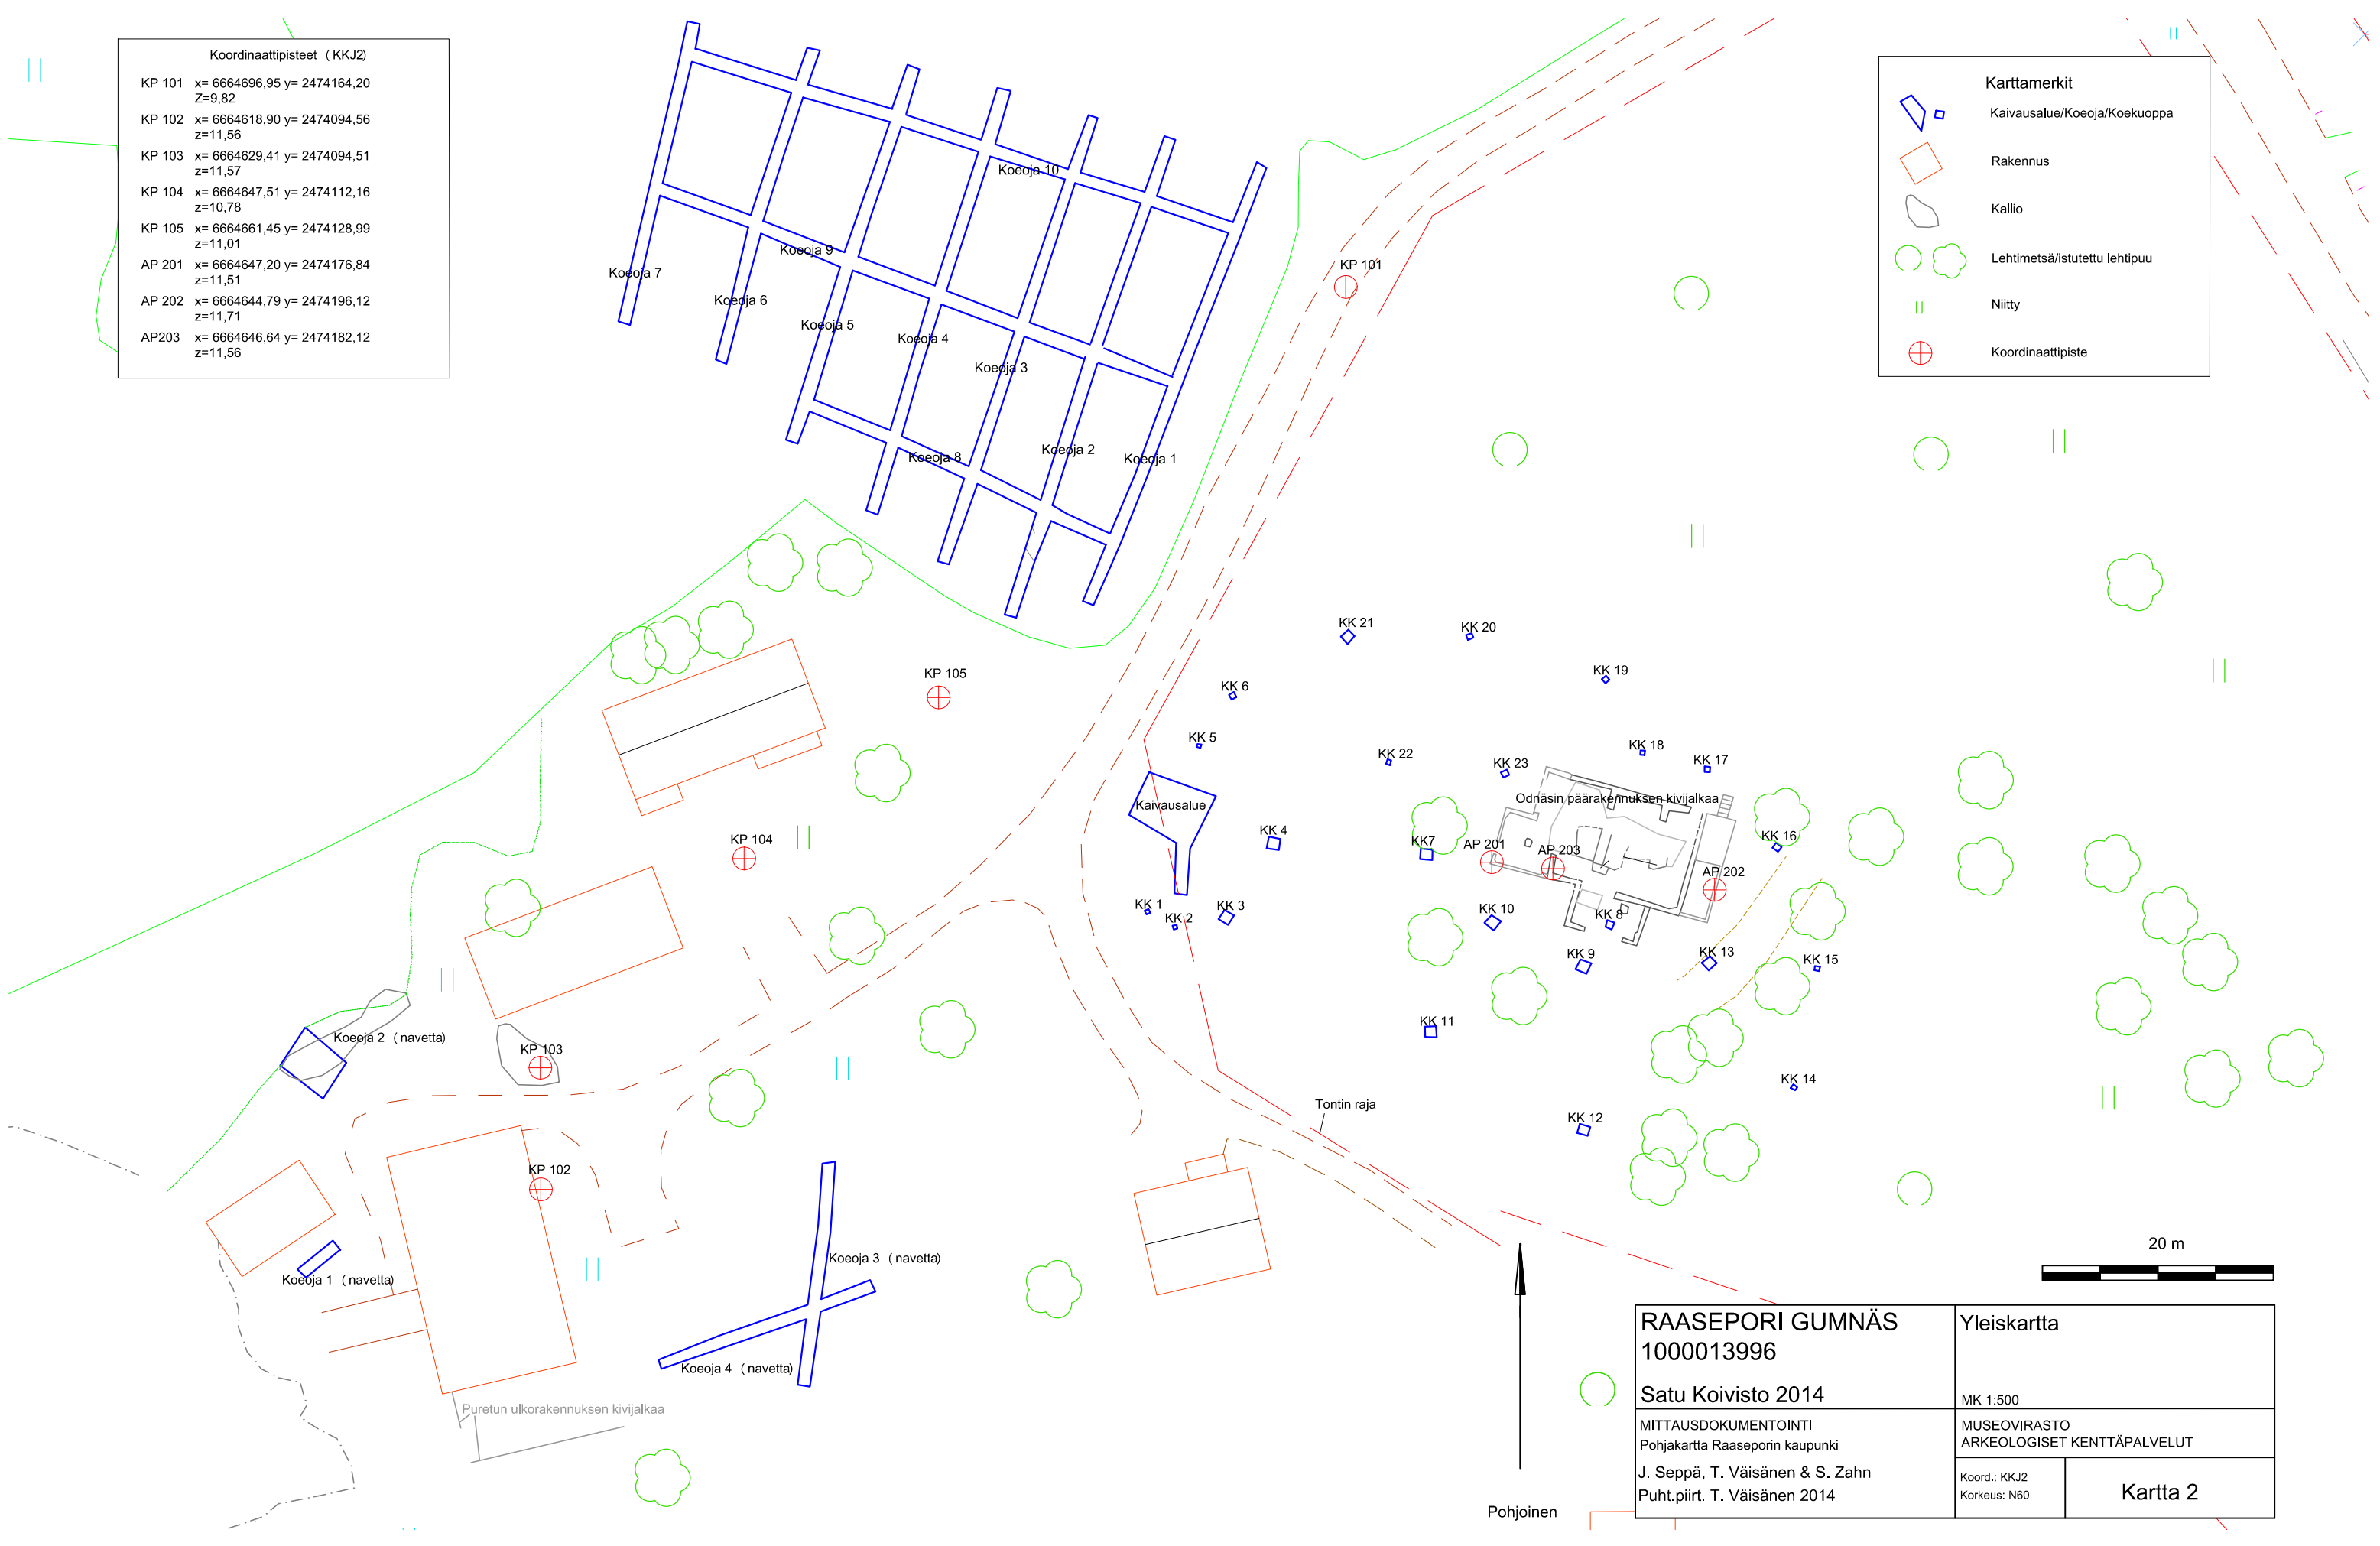 Koordinaattipisteet (KKJ2)
KP 101 x= 6664696,95 y= 2474164,20
Z=9,82
KP 102 x= 6664618,90 y= 2474094,56
z=11,56
KP 103 x= 6664629,41 y= 2474094,51
z=11,57
KP 104 x= 6664647,51 y= 2474112,16
z=10,78
KP 105 x= 6664661,45 y= 2474128,99
z=11,01
AP 201 x= 6664647,20 y= 2474176,84
z=11,51
AP 202 x= 6664644,79 y= 2474196,12
z=11,71
AP203 x= 6664646,64 y= 2474182,12
z=11,56
Karttamerkit
Kaivausalue/Koeoja/Koekuoppa
Rakennus
Kallio
Lehtimetsä/istutettu lehtipuu
Niitty
Koordinaattipiste
Koeoja 10
Koeoja 9
Koeoja 7
Koeoja 6
Koeoja 5
Koeoja 4
Koeoja 3
Koeoja 2
Koeoja 1
Koeoja 8
KP 101
KK 21
KK 20
KK 19
KP 105
KK 6
KK 5
KK 18
KK 17
KK 22
KK 23
Kaivausalue
Odnäsin päärakennuksen kivijalkaa
KK 4
KK7
KK 16
KP 104
AP 201
AP 203
AP 202
KK 1
KK 2
KK 3
KK 10
KK 8
KK 9
KK 13
KK 15
KK 11
Koeoja 2 (navetta)
KP 103
KK 14
Tontin raja
KK 12
KP 102
Koeoja 3 (navetta)
Koeoja 1 (navetta)
Koeoja 4 (navetta)
Puretun ulkorakennuksen kivijalkaa
20 m
Pohjoinen
RAASEPORI GUMNÄS
1000013996
Satu Koivisto 2014
Yleiskartta
MK 1:500
MITTAUSDOKUMENTOINTI
Pohjakartta Raaseporin kaupunki
J. Seppä, T. Väisänen & S. Zahn
Puht.piirt. T. Väisänen 2014
MUSEOVIRASTO
ARKEOLOGISET KENTTÄPALVELUT
Koord.: KKJ2
Korkeus: N60
Kartta 2